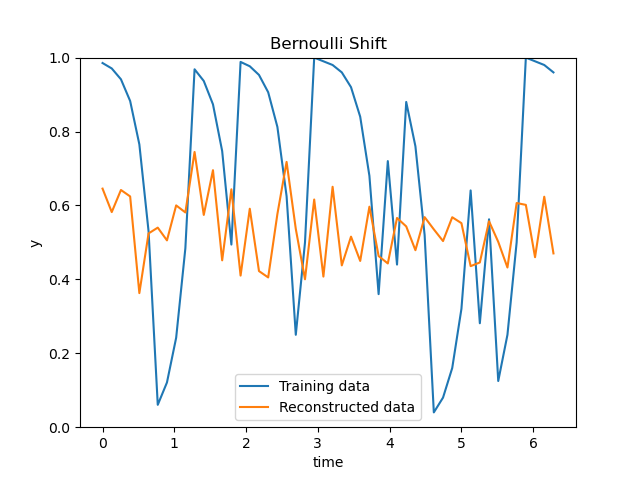 Bernoulli Shift
y
1.0
0.8
0.6
0.4
0.2
0.0
Training data
Reconstructed data
0 1 2 3 4 5 6
time